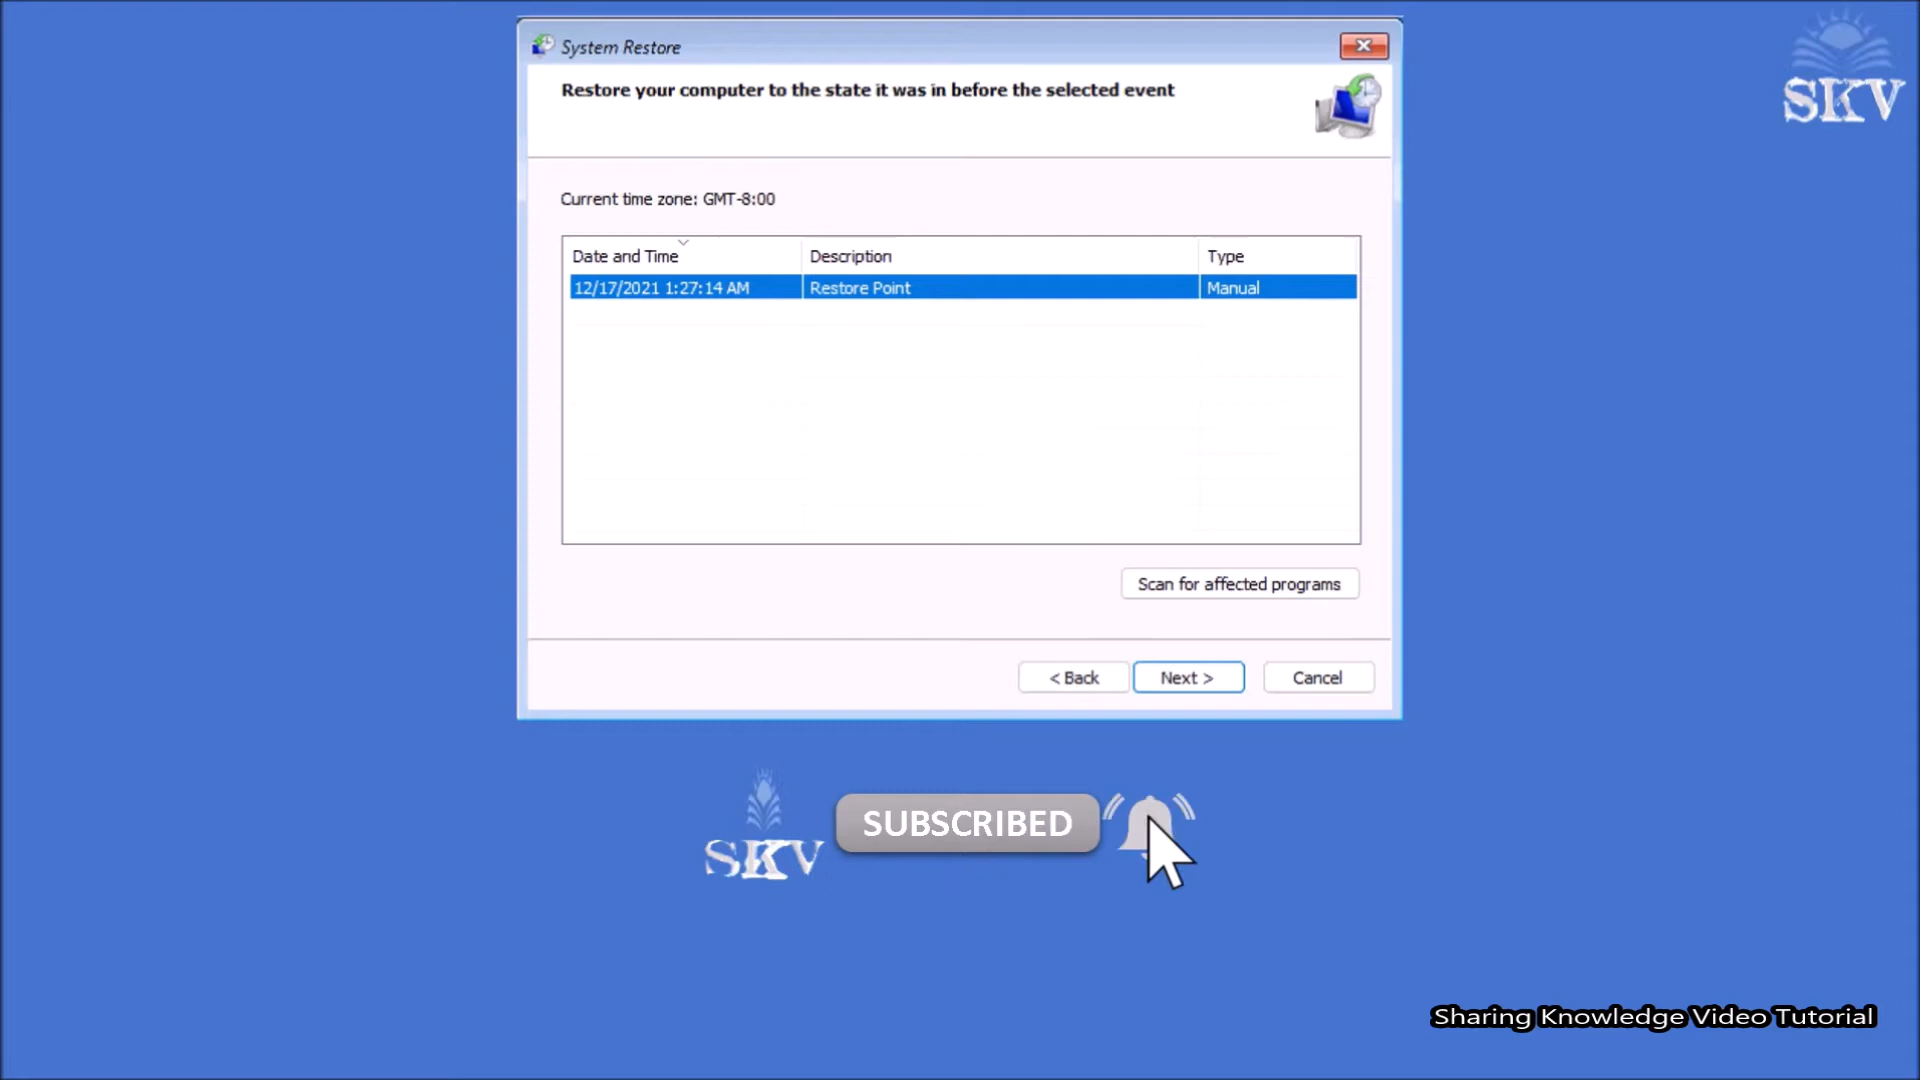 System Restore
Restore your computer to the state it was in before the selected event
SKV
Current time zone: GMT-8:00
Date and Time Description Type
12/17/2021 1:27:14 AM Restore Point Manual
Scan for affected programs
< Back Next > Cancel
SKV SUBSCRIBED
Sharing Knowledge Video Tutorial